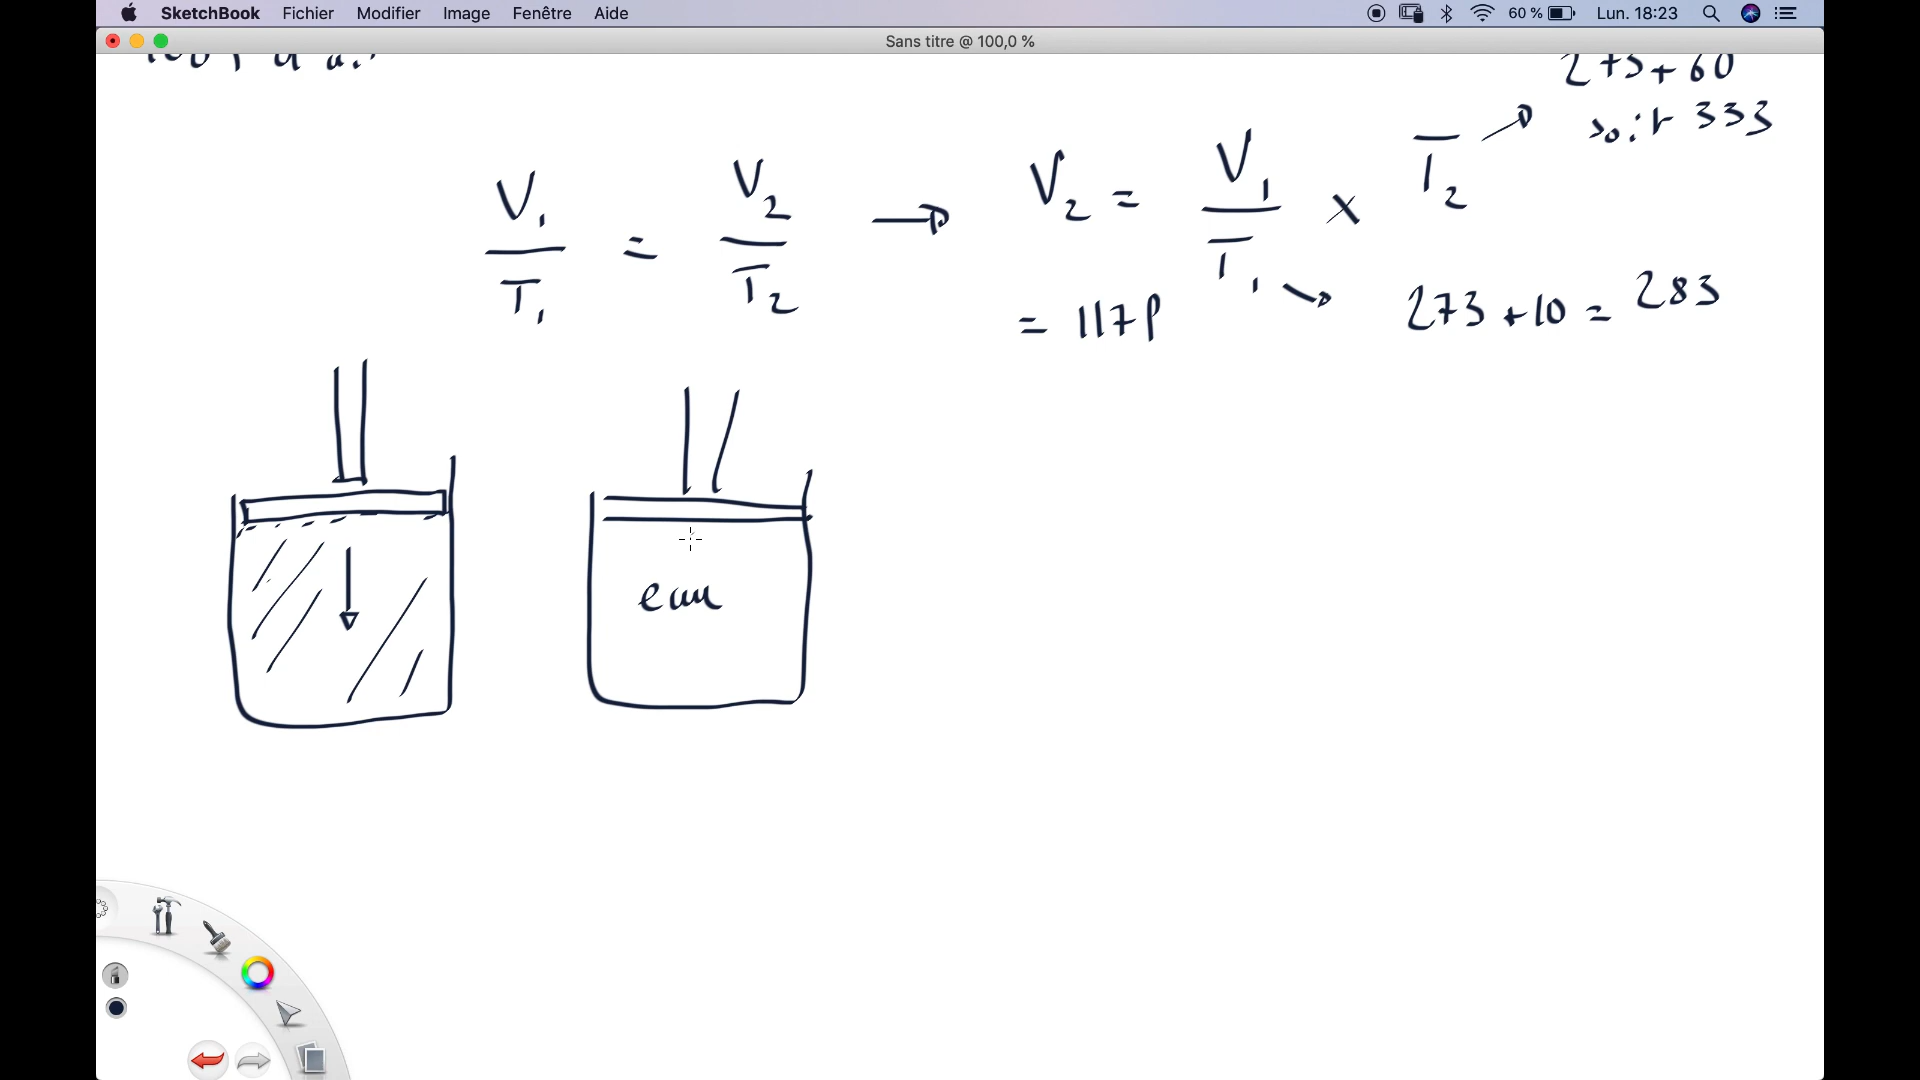 SketchBook Fichier Modifier Image Fenêtre Aide 60 % Lun. 18:23
Sans titre @ 100,0 %
273+60
soit 333
V1/T1 = V2/T2 → V2 = V1/T1 × T2
= 117 l
273 + 10 = 283
eau